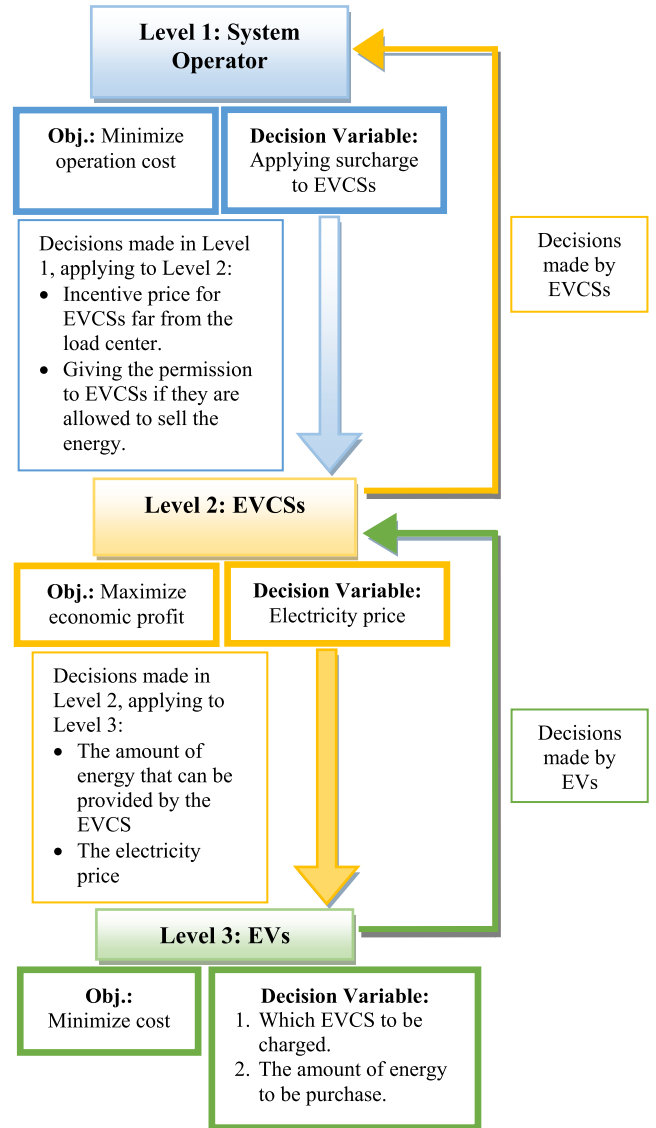 Level 1: System
Operator
Obj.: Minimize
operation cost
Decision Variable:
Applying surcharge
to EVCSs
Decisions made in Level
1, applying to Level 2:
• Incentive price for
EVCSs far from the
load center.
• Giving the permission
to EVCSs if they are
allowed to sell the
energy.
Decisions
made by
EVCSs
Level 2: EVCSs
Obj.: Maximize
economic profit
Decision Variable:
Electricity price
Decisions made in
Level 2, applying to
Level 3:
• The amount of
energy that can be
provided by the
EVCS
• The electricity
price
Decisions
made by
EVs
Level 3: EVs
Obj.:
Minimize cost
Decision Variable:
1. Which EVCS to be
charged.
2. The amount of energy
to be purchase.